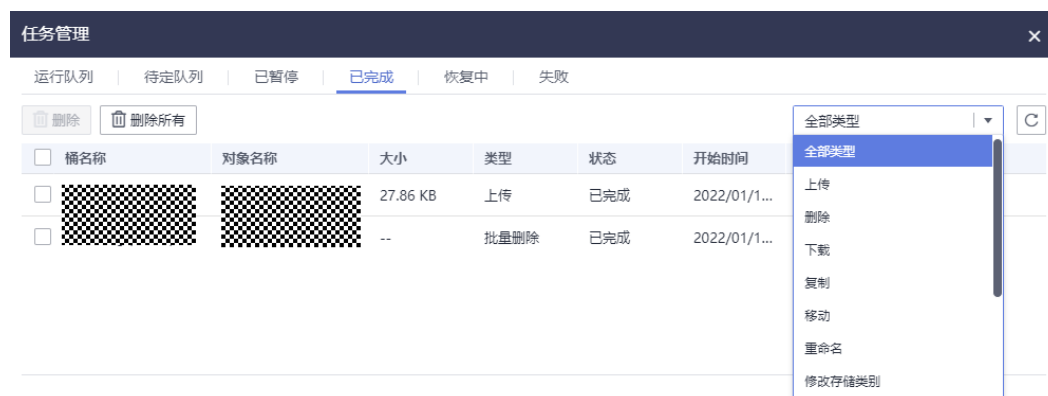 任务管理
运行队列 待定队列 已暂停 已完成 恢复中 失败
删除 删除所有 全部类型
桶名称 对象名称 大小 类型 状态 开始时间 全部类型
27.86 KB 上传 已完成 2022/01/1... 上传
删除
-- 批量删除 已完成 2022/01/1...
下载
复制
移动
重命名
修改存储类别